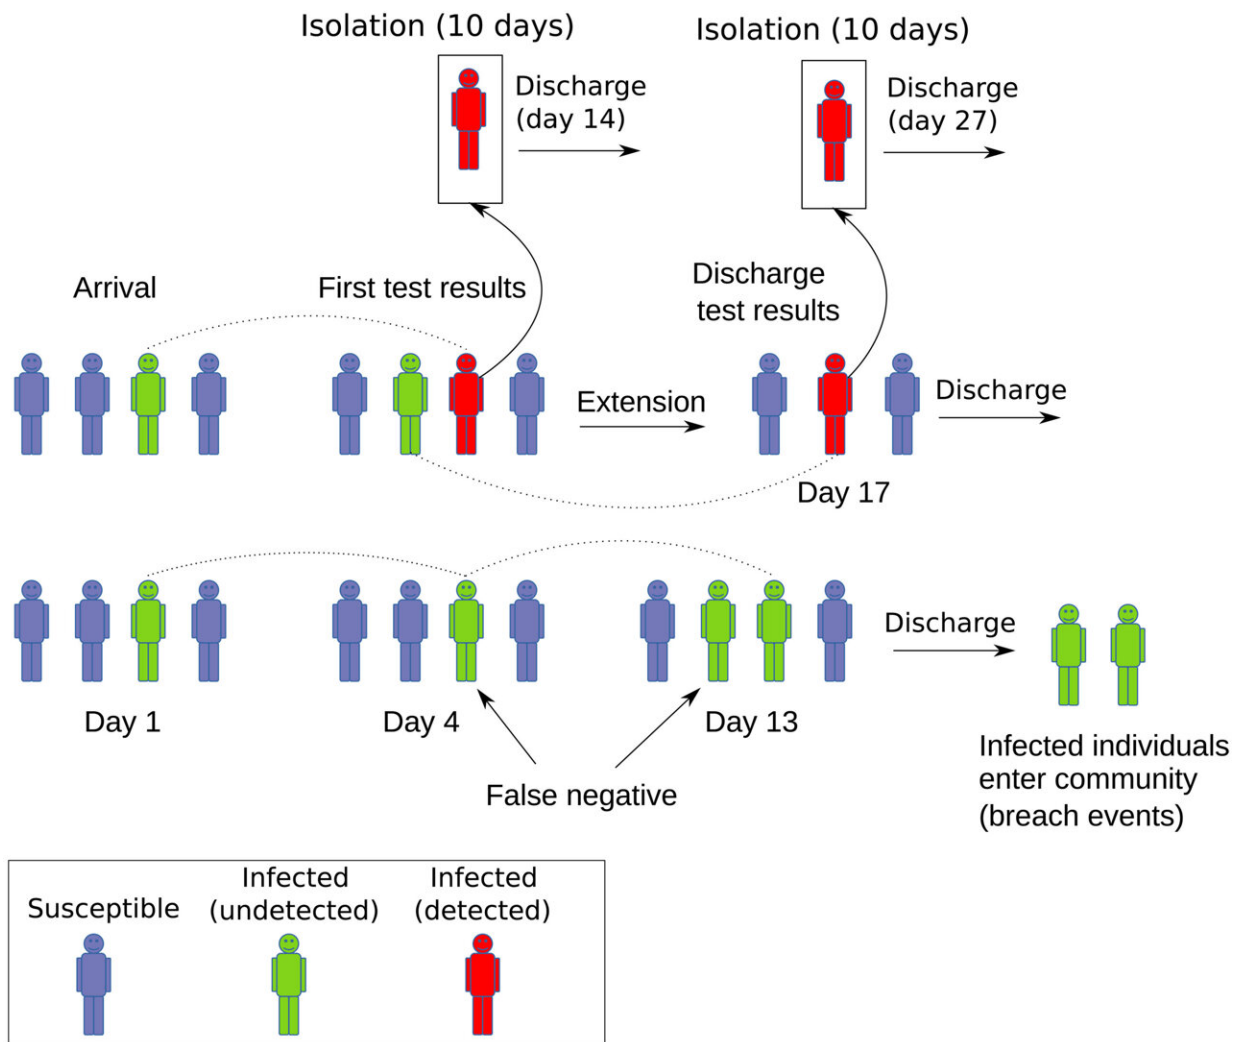 Isolation (10 days)
Isolation (10 days)
Discharge
(day 14)
Discharge
(day 27)
Arrival
First test results
Discharge
test results
Extension
Discharge
Day 17
Day 1
Day 4
Day 13
Discharge
False negative
Infected individuals
enter community
(breach events)
Susceptible
Infected
(undetected)
Infected
(detected)